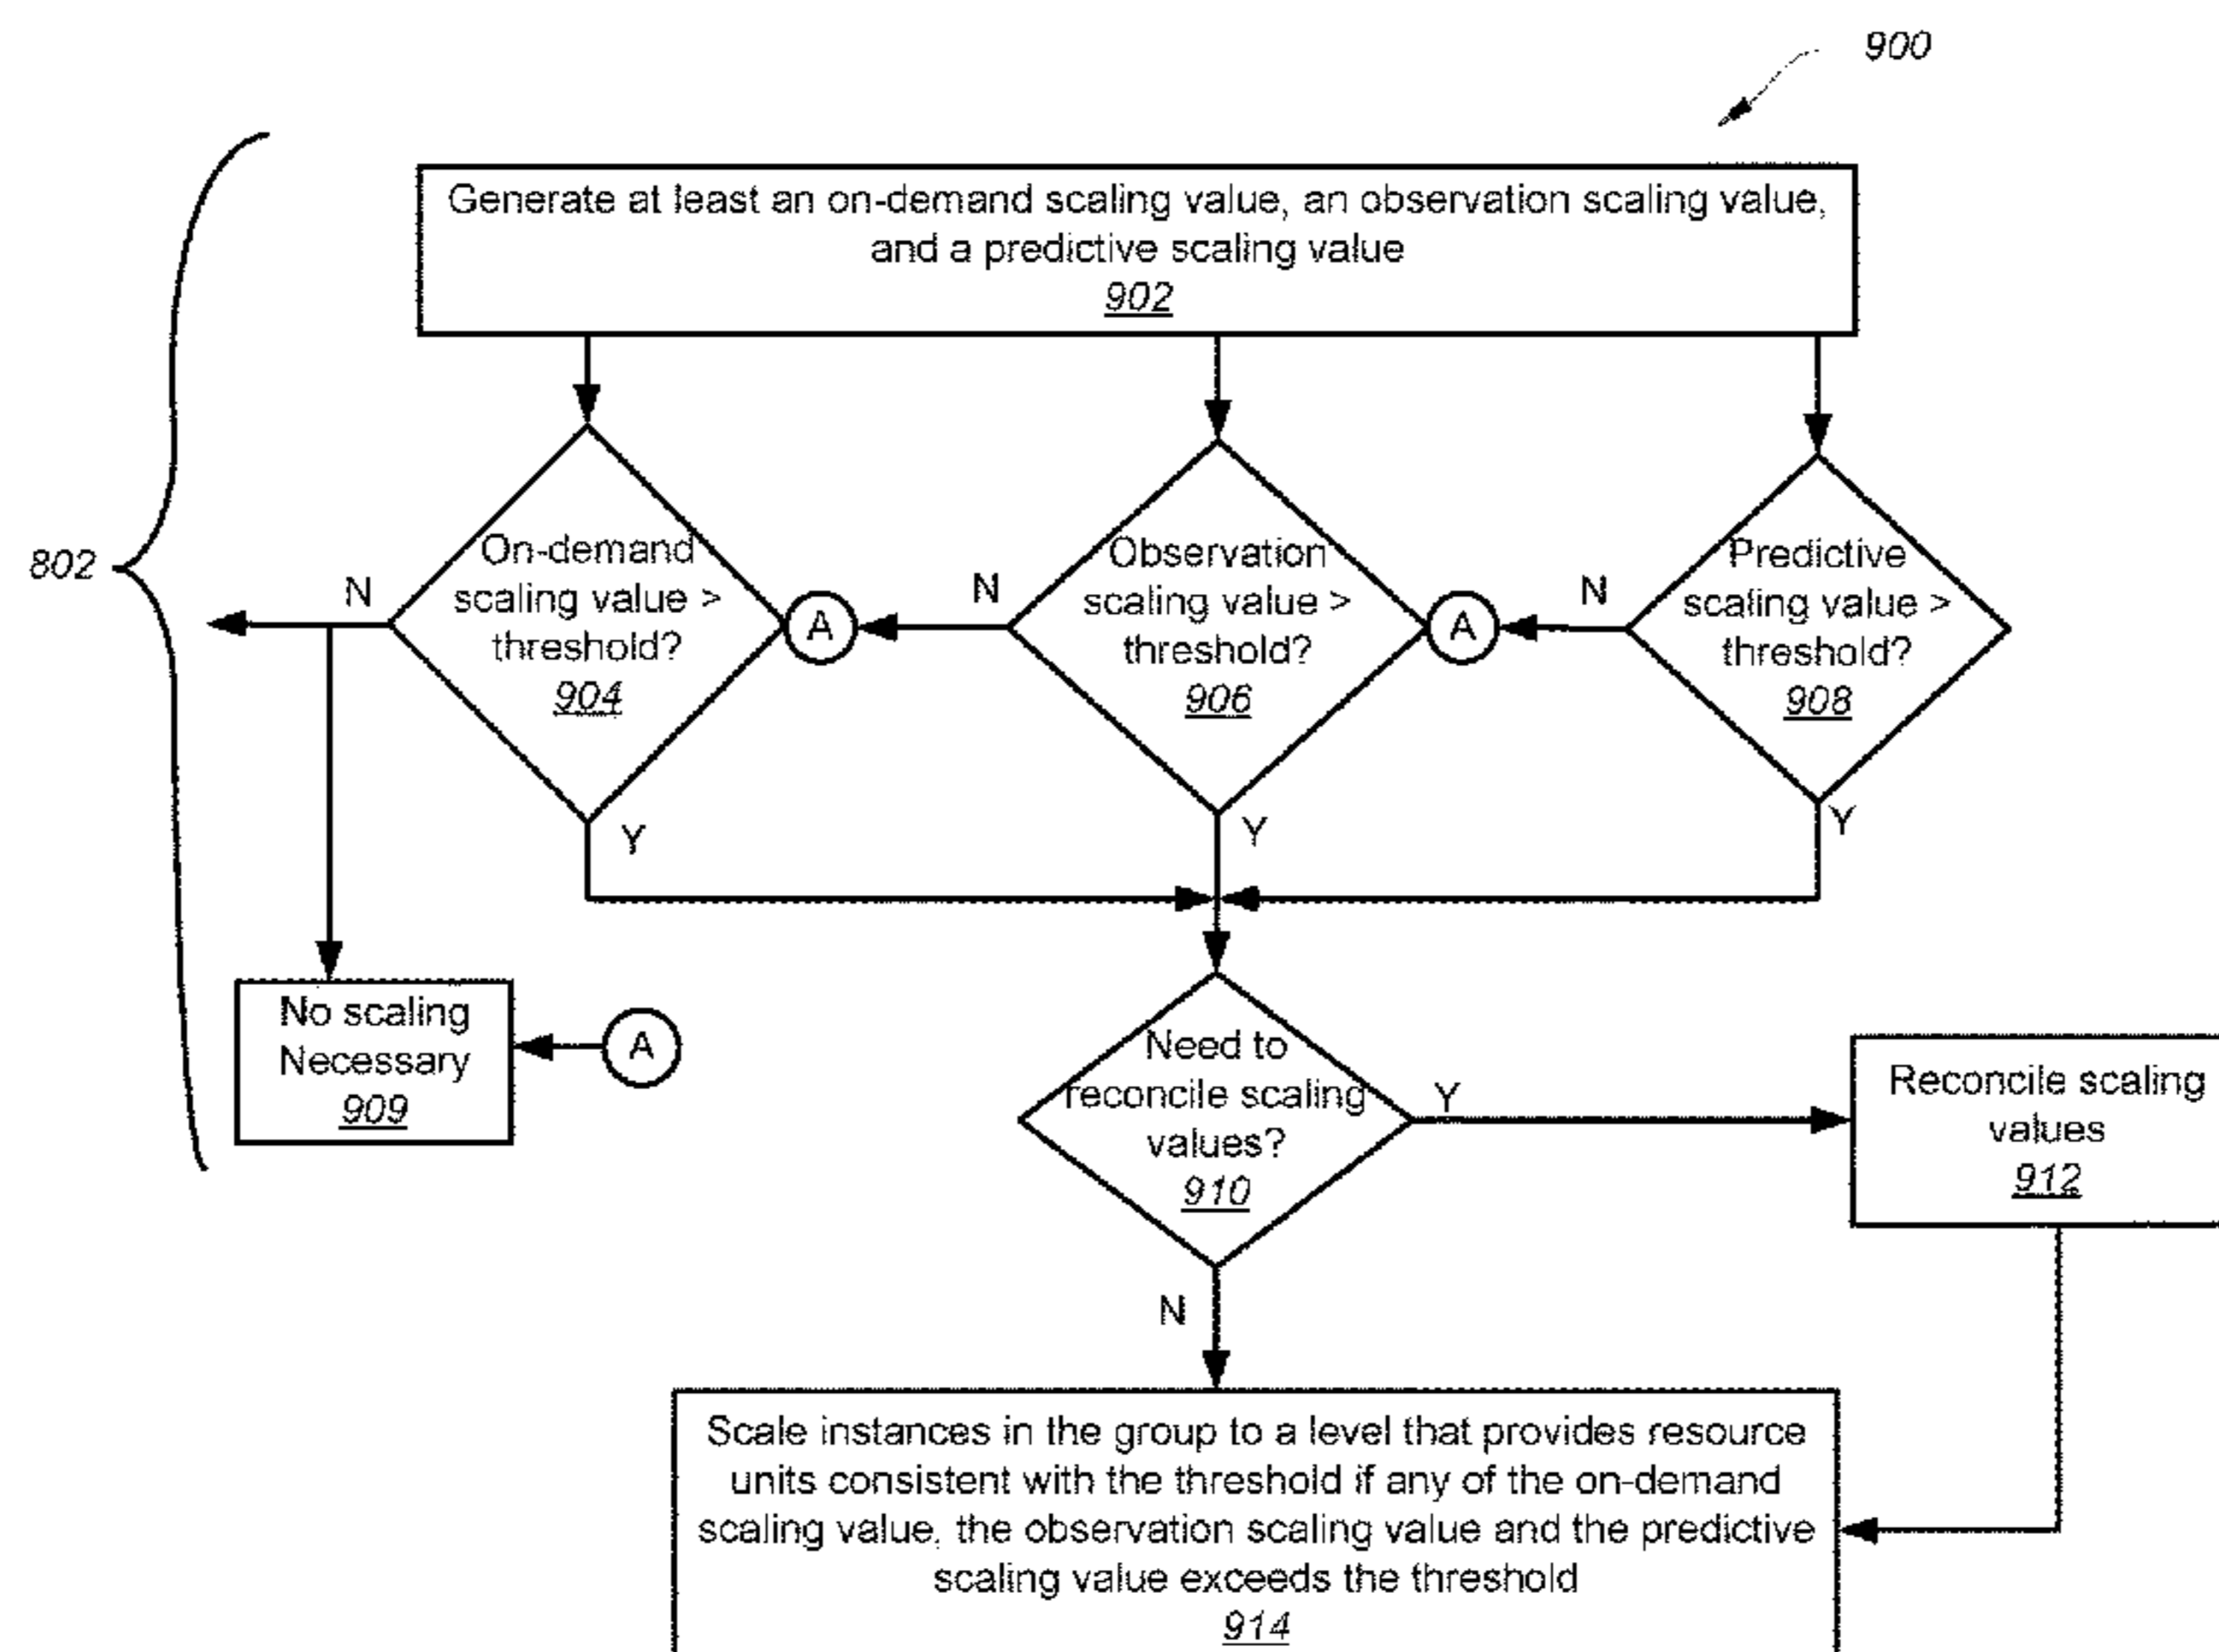 900
Generate at least an on-demand scaling value, an observation scaling value,
and a predictive scaling value
902
802
On-demand
scaling value >
threshold?
904
N
Y
A
Observation
scaling value >
threshold?
906
N
Y
A
Predictive
scaling value >
threshold?
908
N
Y
No scaling
Necessary
909
A
Need to
reconcile scaling
values?
910
Y
N
Reconcile scaling
values
912
Scale instances in the group to a level that provides resource
units consistent with the threshold if any of the on-demand
scaling value, the observation scaling value and the predictive
scaling value exceeds the threshold
914